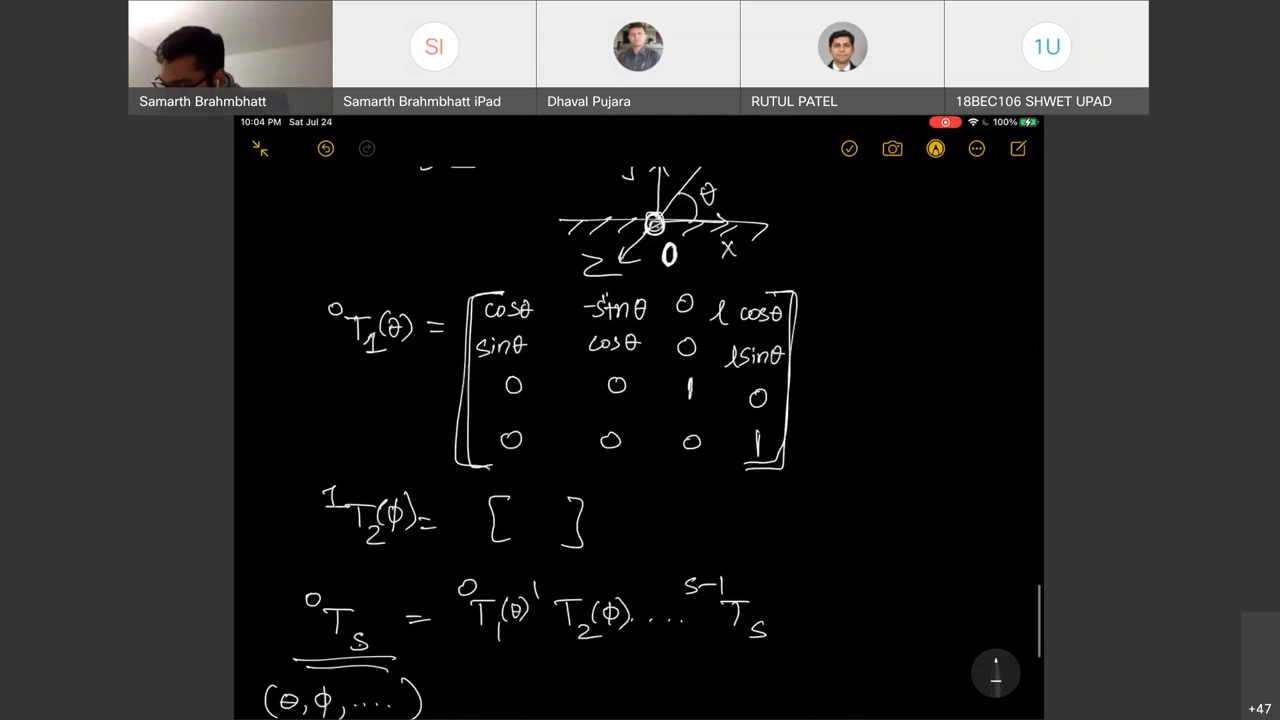 SI
1U
Samarth Brahmbhatt
Samarth Brahmbhatt iPad
Dhaval Pujara
RUTUL PATEL
18BEC106 SHWET UPAD
10:04 PM Sat Jul 24
100%
θ
Z
0
X
⁰T₁(θ) = [ cosθ -sinθ 0 l cosθ
sinθ cosθ 0 lsinθ
0 0 1 0
0 0 0 1 ]
¹T₂(φ) = [ ]
⁰Tₛ = ⁰T₁(θ) ¹T₂(φ) .... ˢ⁻¹Tₛ
(θ, φ, ....)
+47